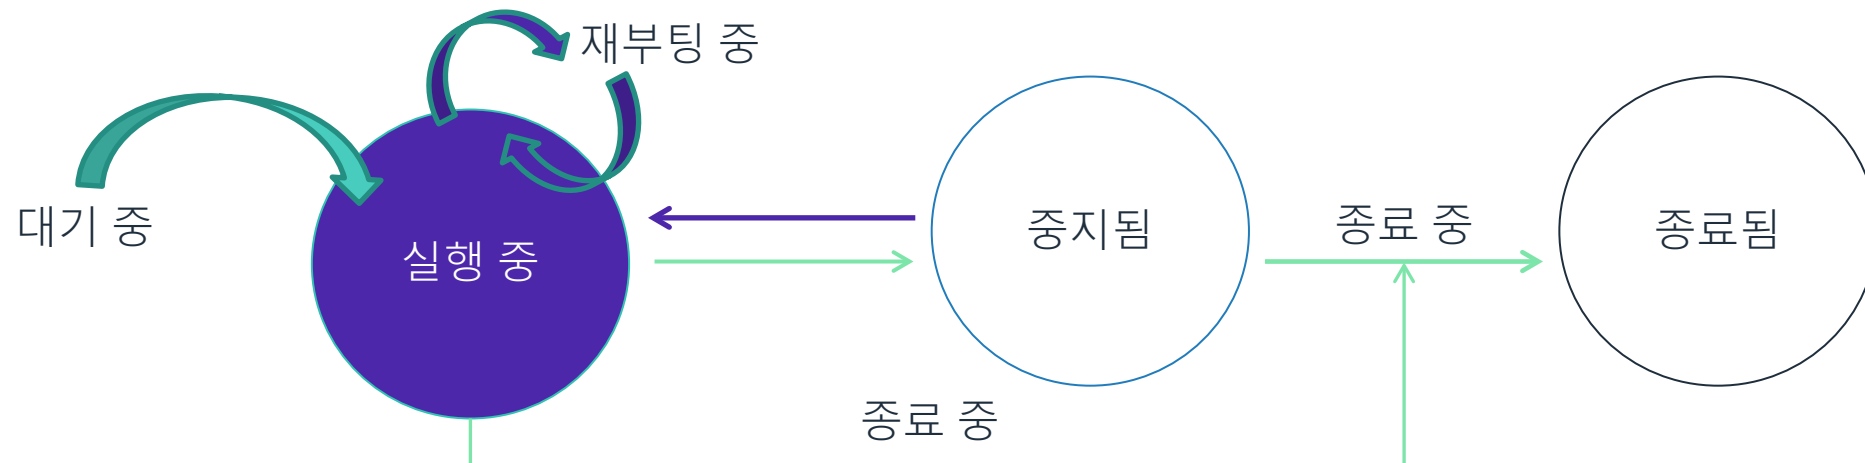 재부팅 중
대기 중
실행 중
중지됨
종료 중
종료됨
종료 중